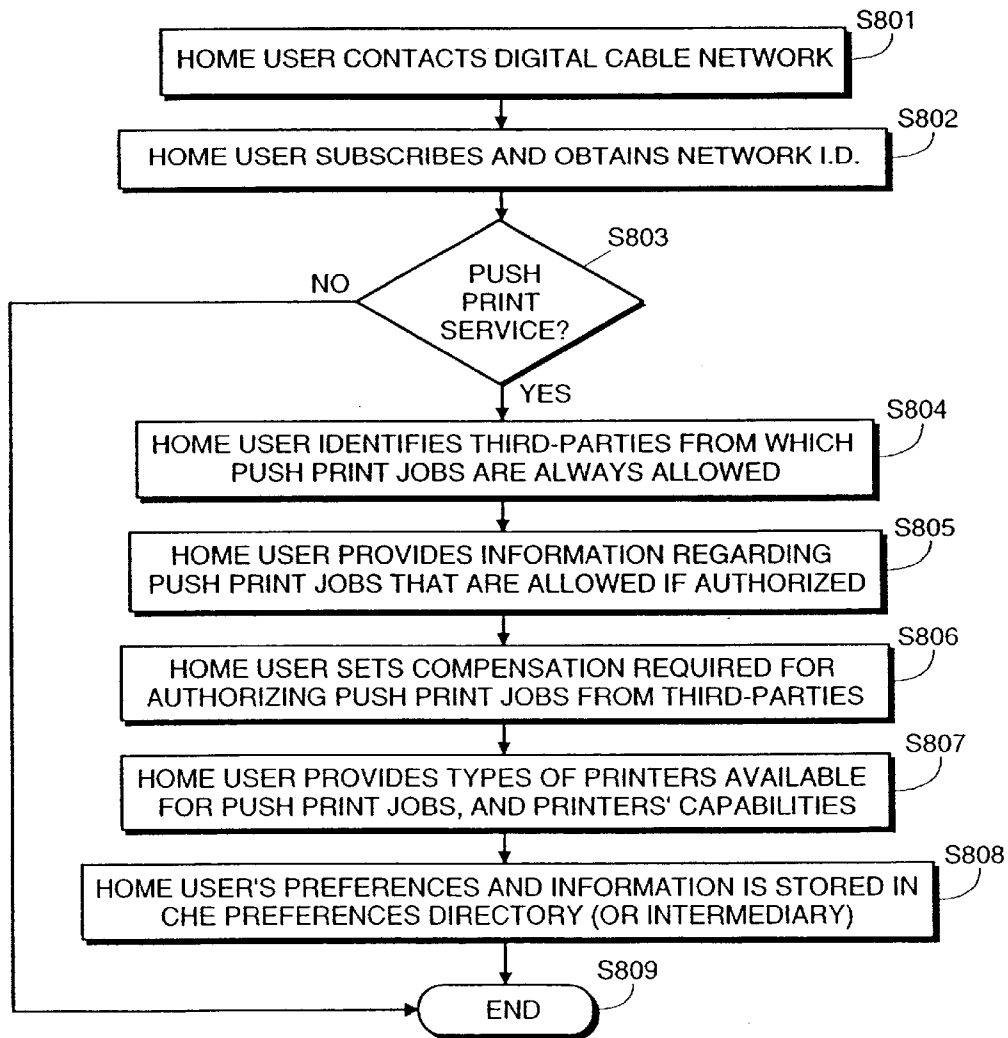 S801
HOME USER CONTACTS DIGITAL CABLE NETWORK
S802
HOME USER SUBSCRIBES AND OBTAINS NETWORK I.D.
S803
NO
PUSH
PRINT
SERVICE?
YES
S804
HOME USER IDENTIFIES THIRD-PARTIES FROM WHICH
PUSH PRINT JOBS ARE ALWAYS ALLOWED
S805
HOME USER PROVIDES INFORMATION REGARDING
PUSH PRINT JOBS THAT ARE ALLOWED IF AUTHORIZED
S806
HOME USER SETS COMPENSATION REQUIRED FOR
AUTHORIZING PUSH PRINT JOBS FROM THIRD-PARTIES
S807
HOME USER PROVIDES TYPES OF PRINTERS AVAILABLE
FOR PUSH PRINT JOBS, AND PRINTERS' CAPABILITIES
S808
HOME USER'S PREFERENCES AND INFORMATION IS STORED IN
CHE PREFERENCES DIRECTORY (OR INTERMEDIARY)
S809
END